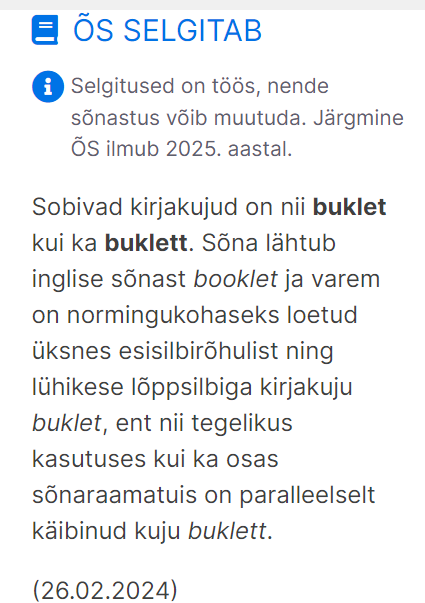 ÕS SELGITAB
Selgitused on töös, nende
sõnastus võib muutuda. Järgmine
ÕS ilmub 2025. aastal.
Sobivad kirjakujud on nii buklet
kui ka buklett. Sõna lähtub
inglise sõnast booklet ja varem
on normingukohaseks loetud
üksnes esisilbirõhulist ning
lühikese lõppsilbiga kirjakuju
buklet, ent nii tegelikus
kasutuses kui ka osas
sõnaraamatuis on paralleelselt
käibinud kuju buklett.
(26.02.2024)